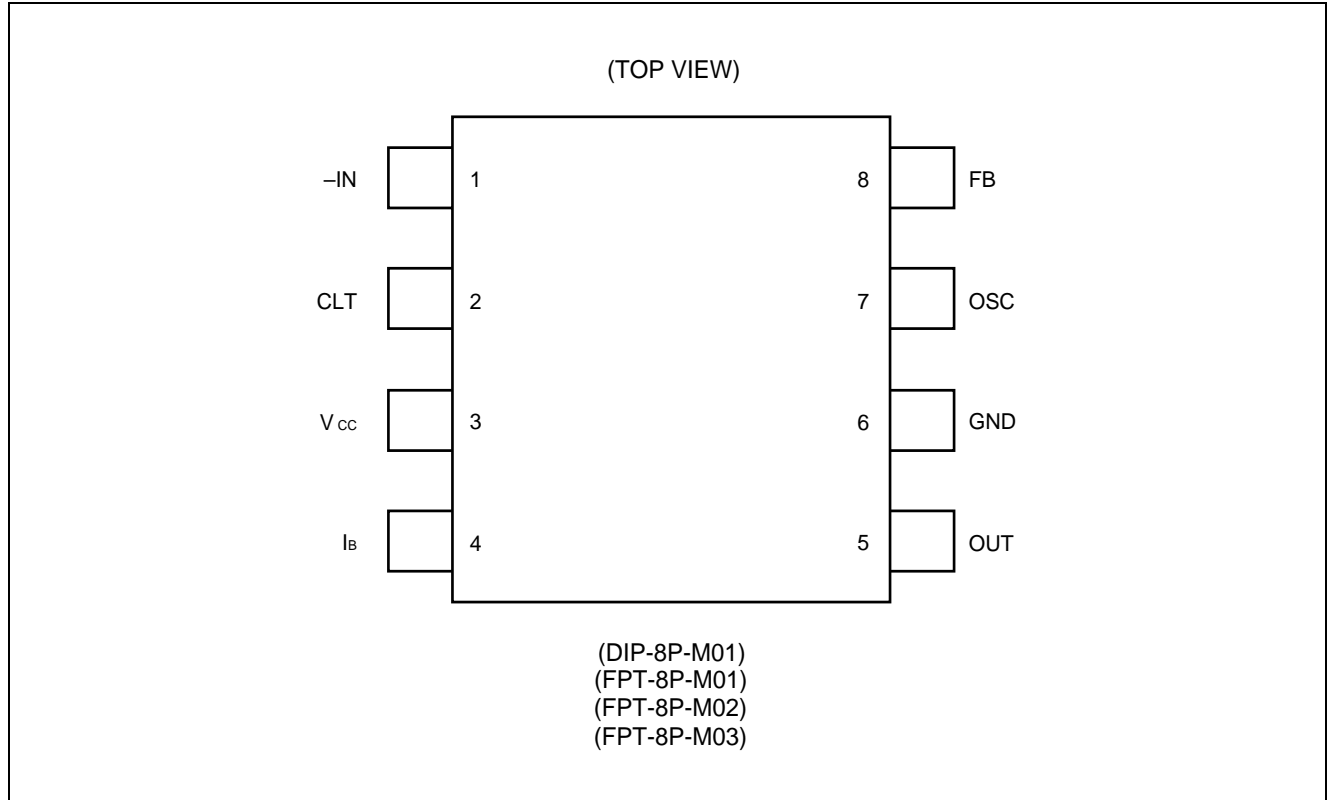 (TOP VIEW)
–IN 1 8 FB
CLT 2 7 OSC
VCC 3 6 GND
IB 4 5 OUT
(DIP-8P-M01)
(FPT-8P-M01)
(FPT-8P-M02)
(FPT-8P-M03)